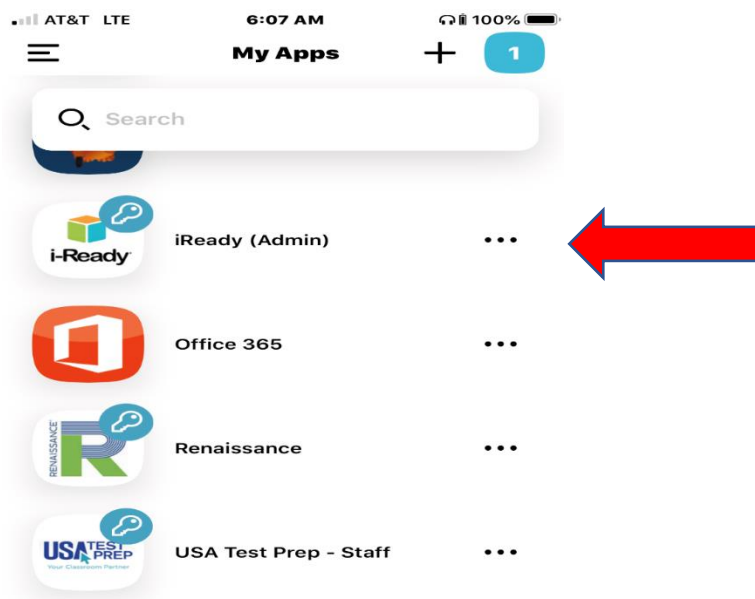 AT&T LTE 6:07 AM 100%
My Apps 1
Search
i-Ready iReady (Admin)
Office 365
RENAISSANCE R Renaissance
USA TEST PREP USA Test Prep - Staff
Your Classroom Partner